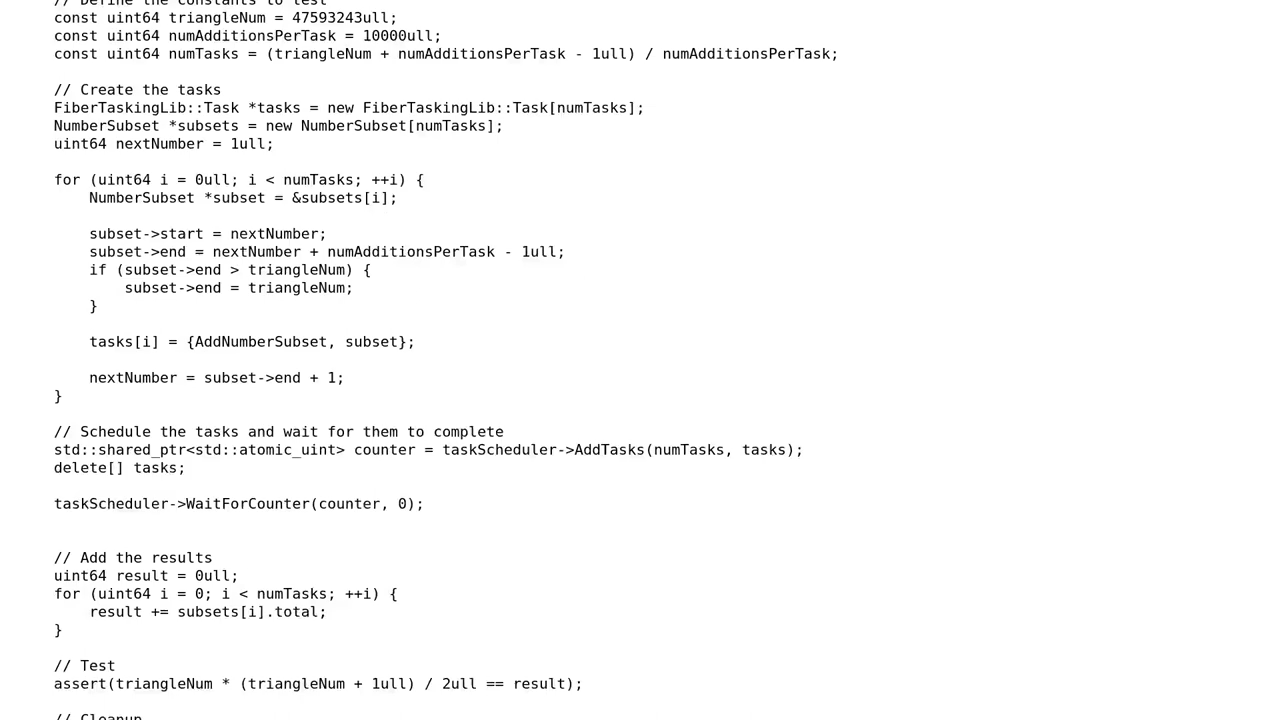 // Define the constants to test
const uint64 triangleNum = 47593243ull;
const uint64 numAdditionsPerTask = 10000ull;
const uint64 numTasks = (triangleNum + numAdditionsPerTask - 1ull) / numAdditionsPerTask;
// Create the tasks
FiberTaskingLib::Task *tasks = new FiberTaskingLib::Task[numTasks];
NumberSubset *subsets = new NumberSubset[numTasks];
uint64 nextNumber = 1ull;
for (uint64 i = 0ull; i < numTasks; ++i) {
NumberSubset *subset = &subsets[i];
subset->start = nextNumber;
subset->end = nextNumber + numAdditionsPerTask - 1ull;
if (subset->end > triangleNum) {
subset->end = triangleNum;
}
tasks[i] = {AddNumberSubset, subset};
nextNumber = subset->end + 1;
}
// Schedule the tasks and wait for them to complete
std::shared_ptr<std::atomic_uint> counter = taskScheduler->AddTasks(numTasks, tasks);
delete[] tasks;
taskScheduler->WaitForCounter(counter, 0);
// Add the results
uint64 result = 0ull;
for (uint64 i = 0; i < numTasks; ++i) {
result += subsets[i].total;
}
// Test
assert(triangleNum * (triangleNum + 1ull) / 2ull == result);
// Cleanup